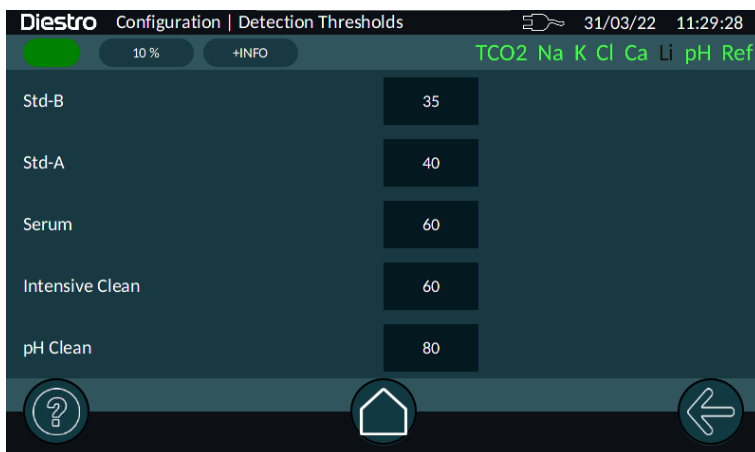 Diestro Configuration | Detection Thresholds 31/03/22 11:29:28
10 % +INFO TCO2 Na K Cl Ca Li pH Ref
Std-B 35
Std-A 40
Serum 60
Intensive Clean 60
pH Clean 80
?